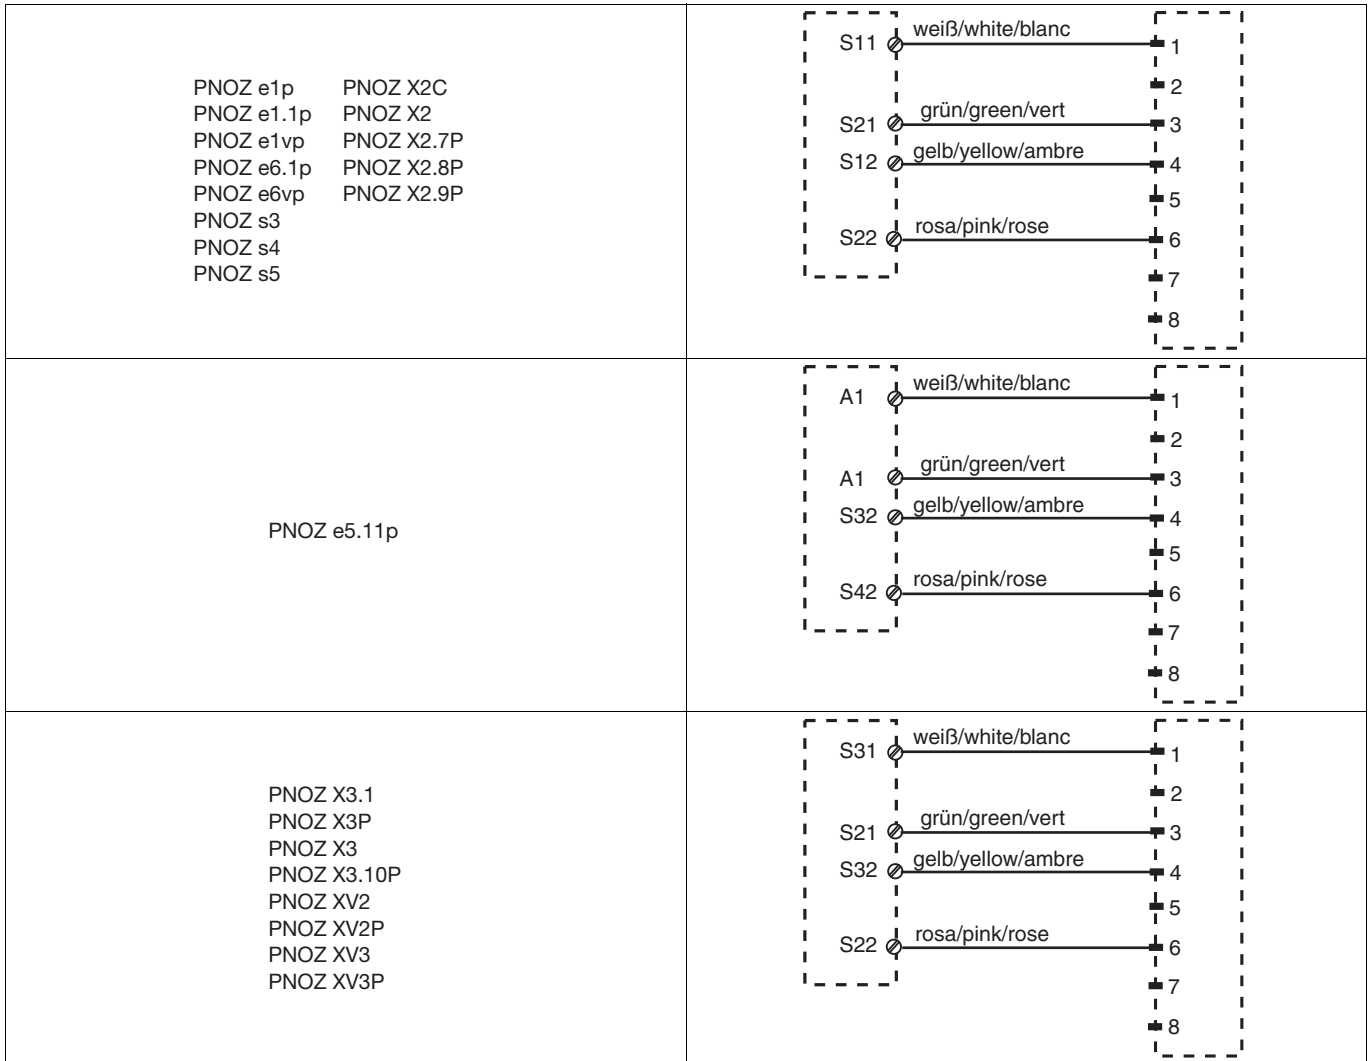 PNOZ e1p PNOZ X2C
PNOZ e1.1p PNOZ X2
PNOZ e1vp PNOZ X2.7P
PNOZ e6.1p PNOZ X2.8P
PNOZ e6vp PNOZ X2.9P
PNOZ s3
PNOZ s4
PNOZ s5
S11 weiß/white/blanc 1
2
S21 grün/green/vert 3
S12 gelb/yellow/ambre 4
5
S22 rosa/pink/rose 6
7
8
PNOZ e5.11p
A1 weiß/white/blanc 1
2
A1 grün/green/vert 3
S32 gelb/yellow/ambre 4
5
S42 rosa/pink/rose 6
7
8
PNOZ X3.1
PNOZ X3P
PNOZ X3
PNOZ X3.10P
PNOZ XV2
PNOZ XV2P
PNOZ XV3
PNOZ XV3P
S31 weiß/white/blanc 1
2
S21 grün/green/vert 3
S32 gelb/yellow/ambre 4
5
S22 rosa/pink/rose 6
7
8